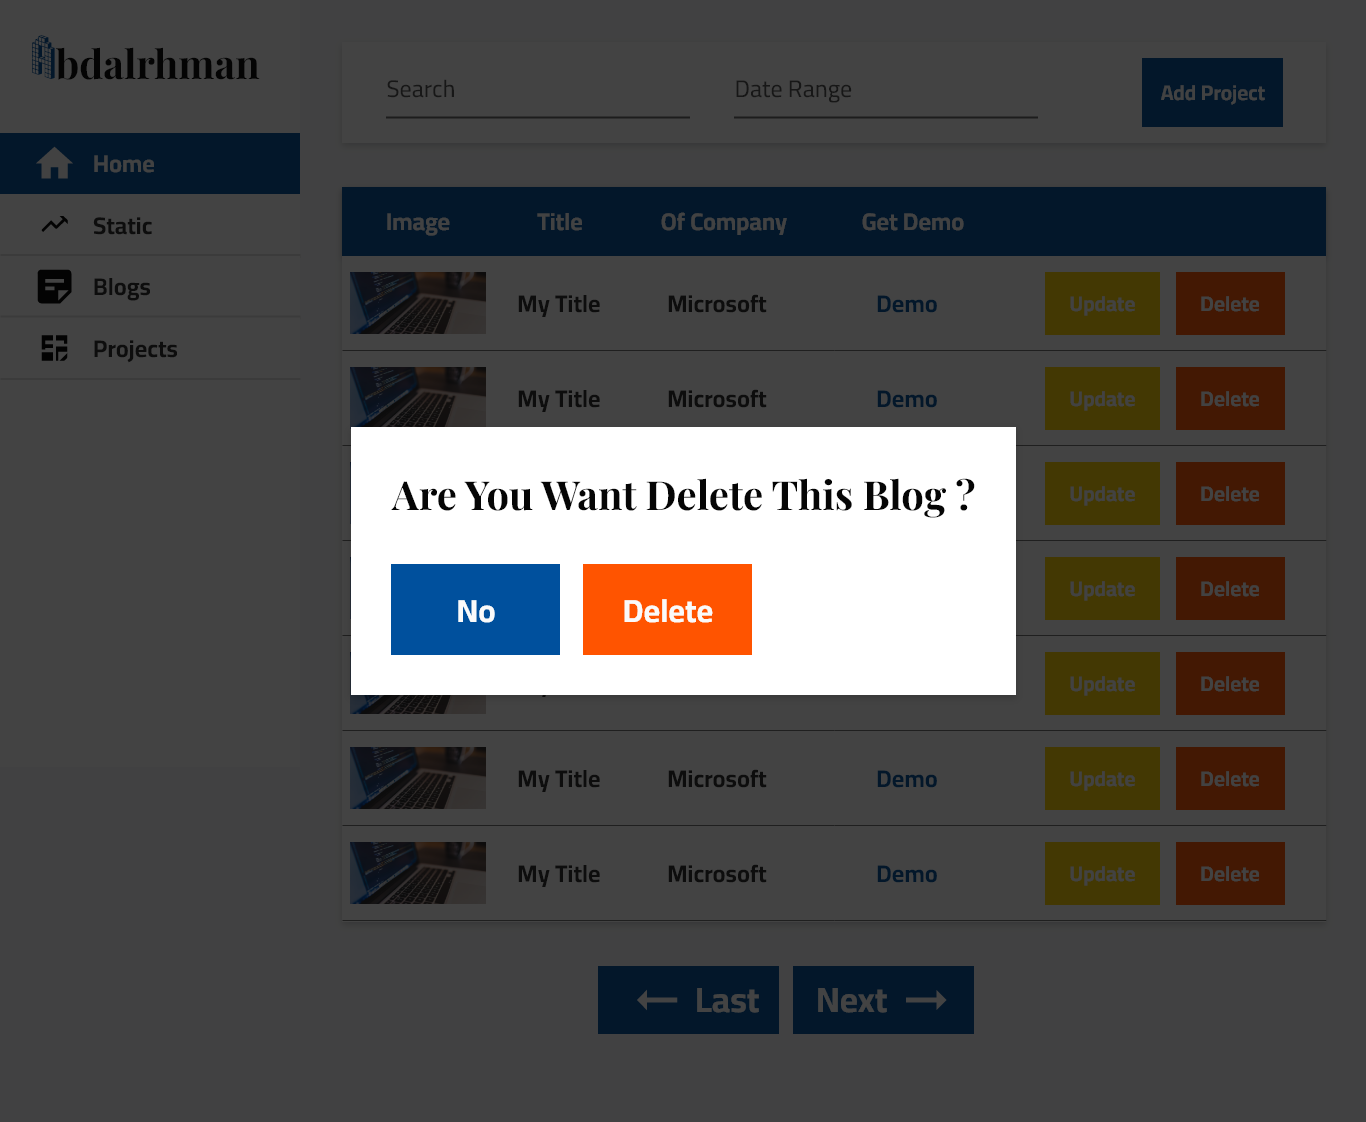 Abdalrhman
Home
Static
Blogs
Projects
Search
Date Range
Add Project
Image Title Of Company Get Demo
My Title Microsoft Demo Update Delete
My Title Microsoft Demo Update Delete
Update Delete
Are You Want Delete This Blog ?
Update Delete
No Delete
Update Delete
My Title Microsoft Demo Update Delete
My Title Microsoft Demo Update Delete
Last
Next